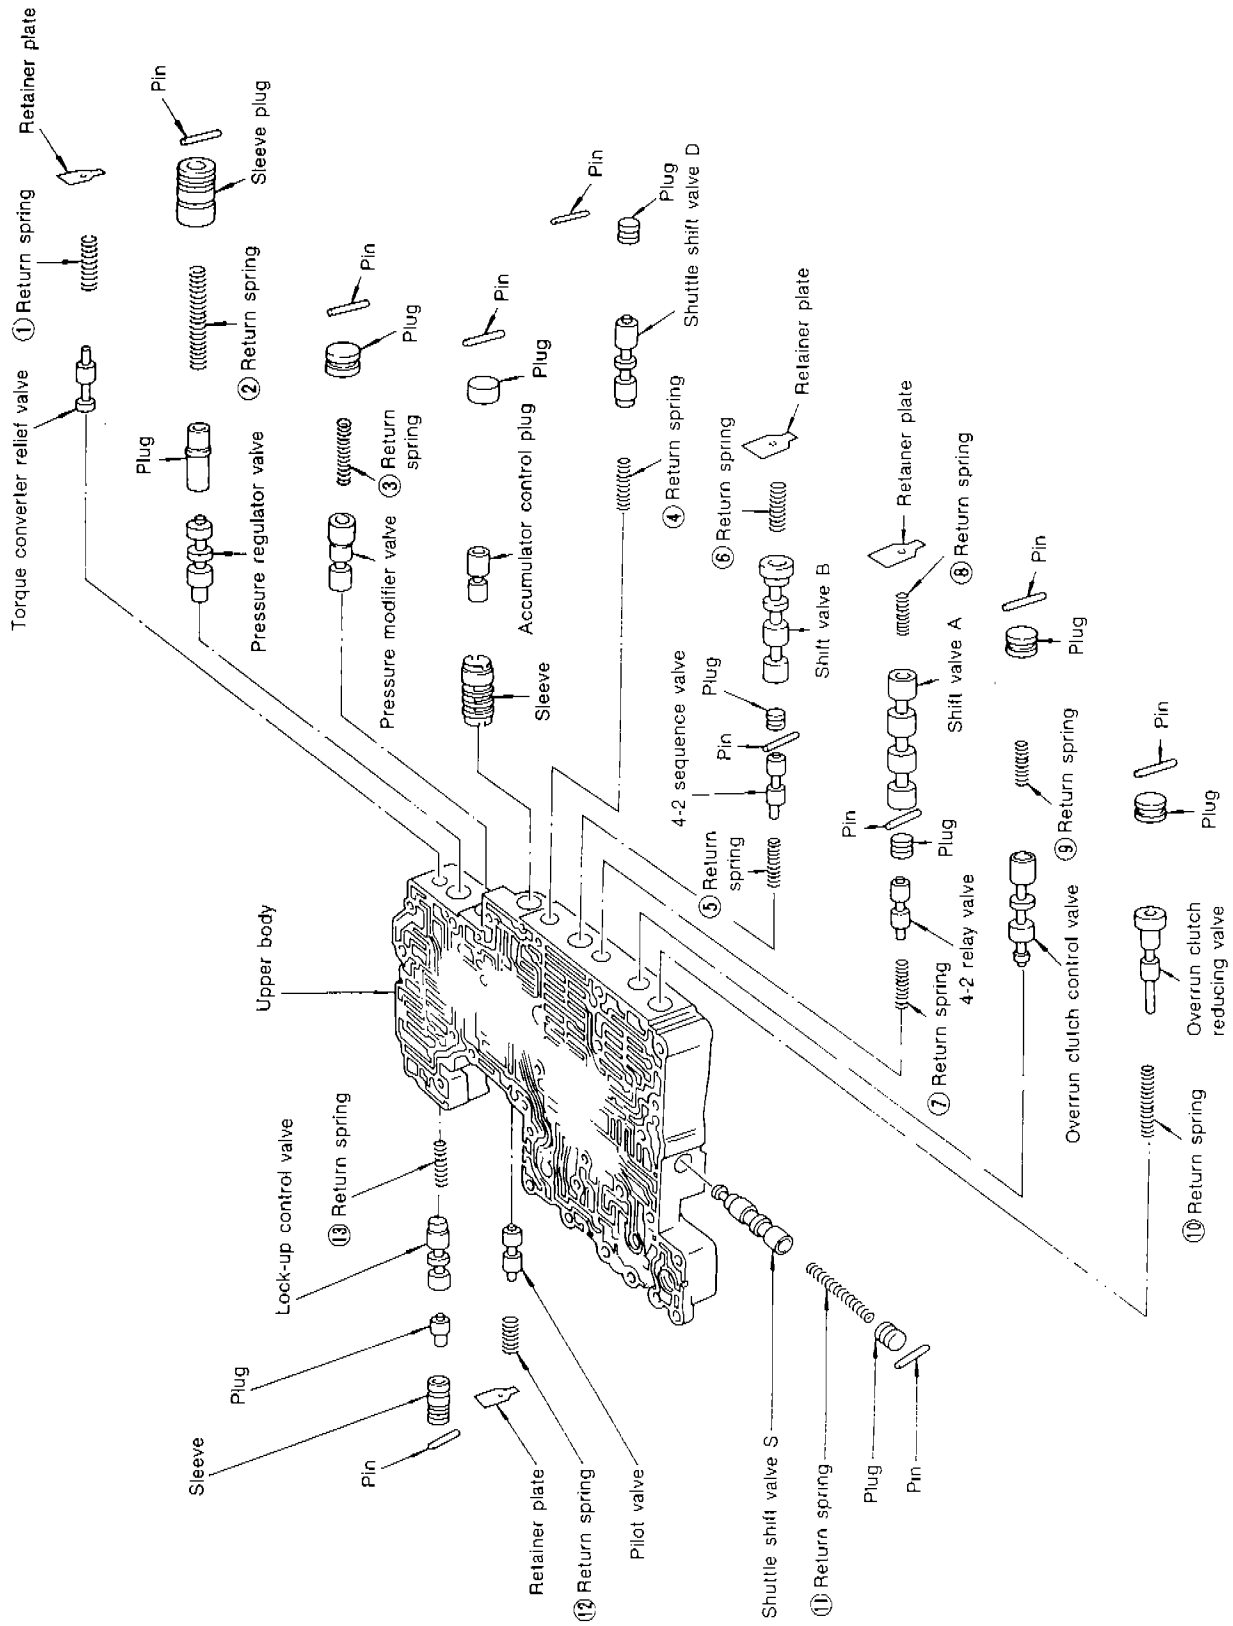 Torque converter relief valve
① Return spring
Retainer plate
Plug
Pressure regulator valve
② Return spring
Pin
Sleeve plug
Pressure modifier valve
③ Return
spring
Plug
Pin
Sleeve
Accumulator control plug
Plug
Pin
④ Return spring
Shuttle shift valve D
Plug
Pin
⑤ Return
spring
4-2 sequence valve
Pin
Plug
Shift valve B
⑥ Return spring
Retainer plate
⑦ Return spring
4-2 relay valve
Plug
Pin
Shift valve A
⑧ Return spring
Retainer plate
Overrun clutch control valve
⑨ Return spring
Plug
Pin
⑩ Return spring
Overrun clutch
reducing valve
Plug
Pin
Upper body
⑬ Return spring
Lock-up control valve
Plug
Sleeve
Pin
Retainer plate
⑫ Return spring
Pilot valve
Shuttle shift valve S
⑪ Return spring
Plug
Pin